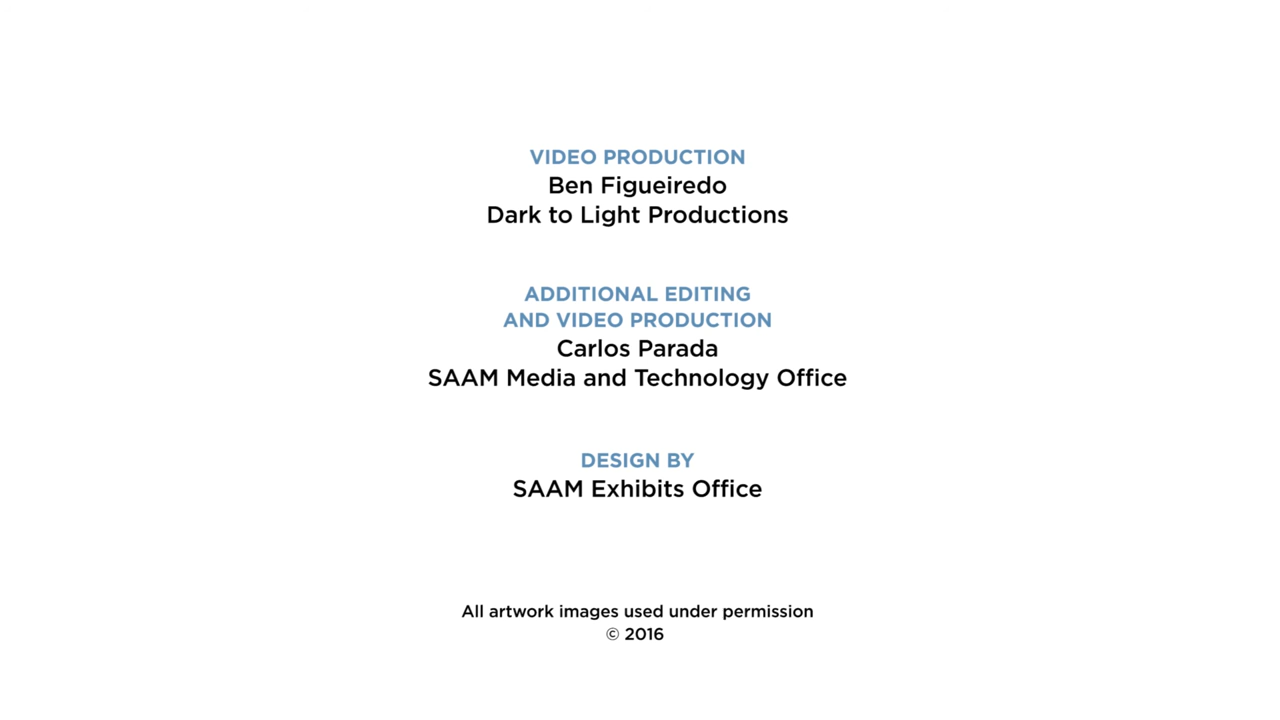 VIDEO PRODUCTION
Ben Figueiredo
Dark to Light Productions
ADDITIONAL EDITING
AND VIDEO PRODUCTION
Carlos Parada
SAAM Media and Technology Office
DESIGN BY
SAAM Exhibits Office
All artwork images used under permission
© 2016